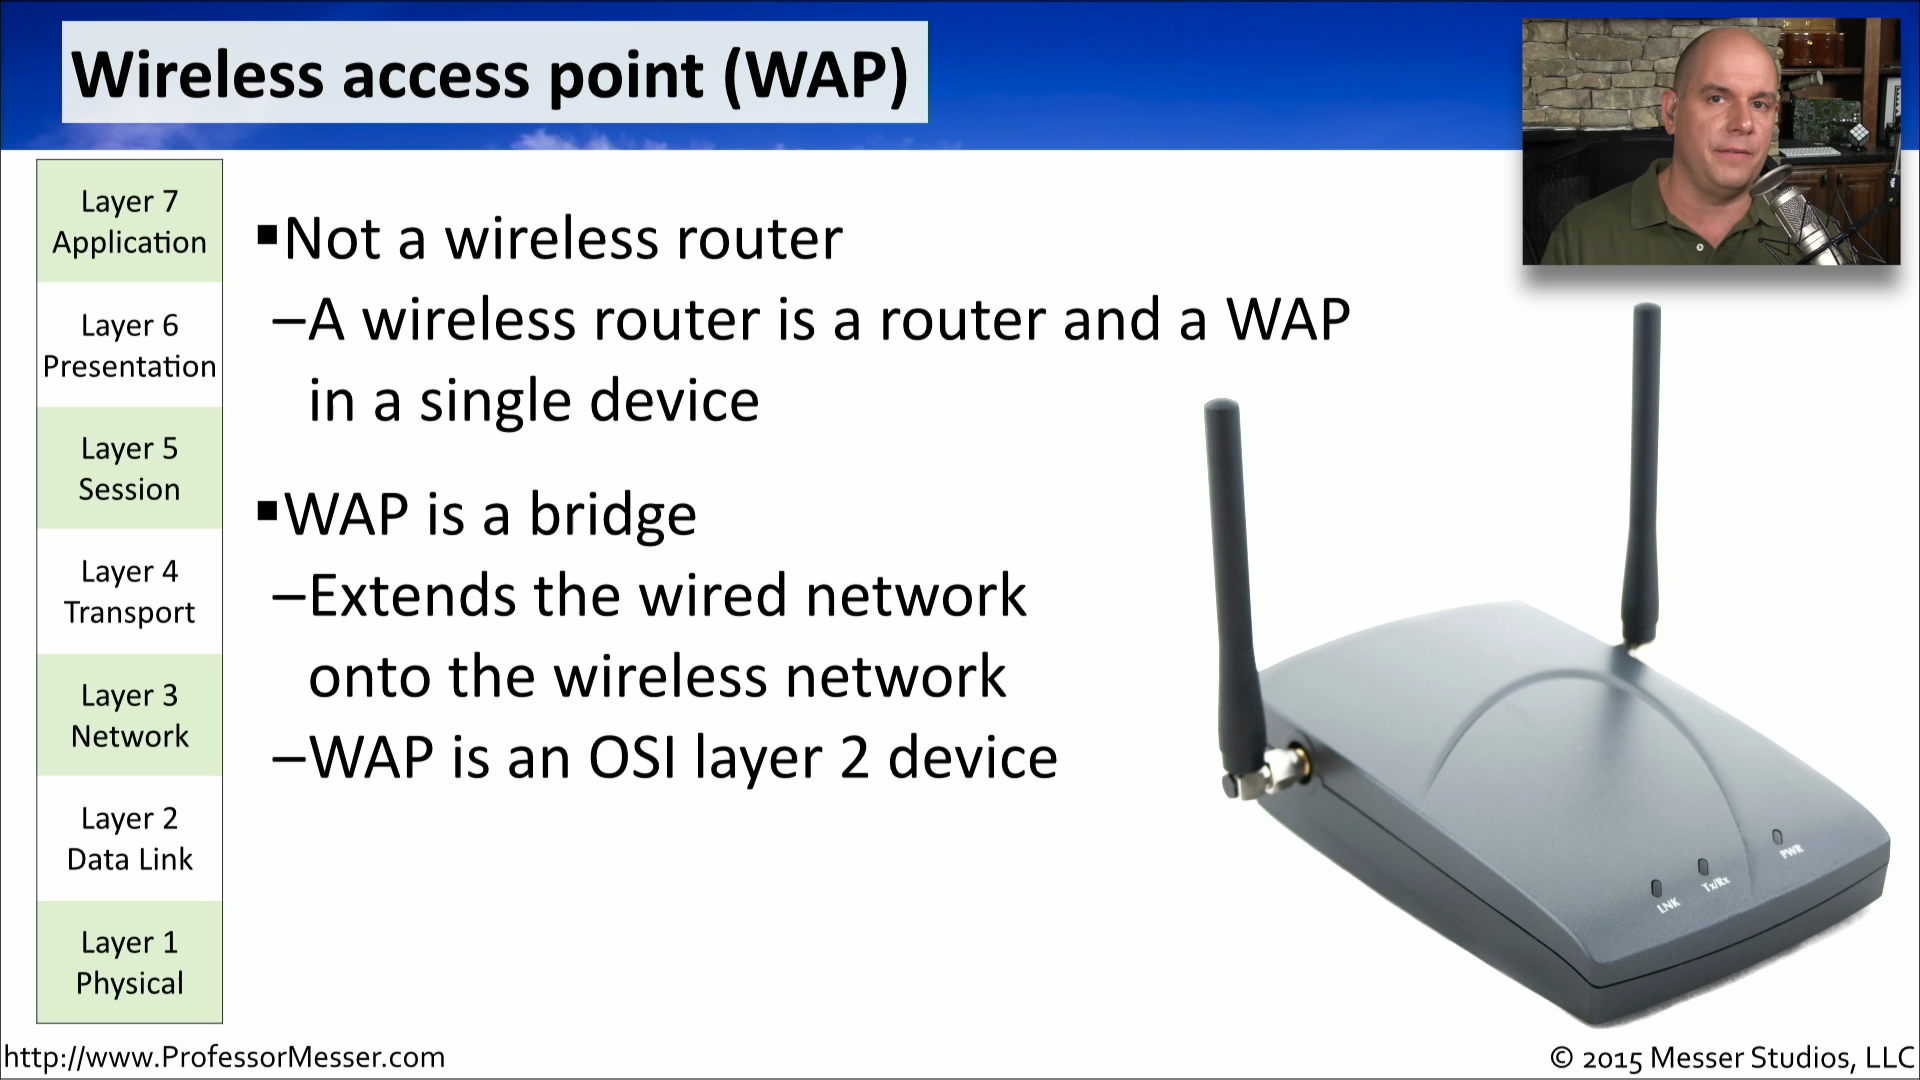 Wireless access point (WAP)
Layer 7
Application
Layer 6
Presentation
Layer 5
Session
Layer 4
Transport
Layer 3
Network
Layer 2
Data Link
Layer 1
Physical
▪Not a wireless router
–A wireless router is a router and a WAP
in a single device
▪WAP is a bridge
–Extends the wired network
onto the wireless network
–WAP is an OSI layer 2 device
LNK
Tx/Rx
PWR
http://www.ProfessorMesser.com
© 2015 Messer Studios, LLC